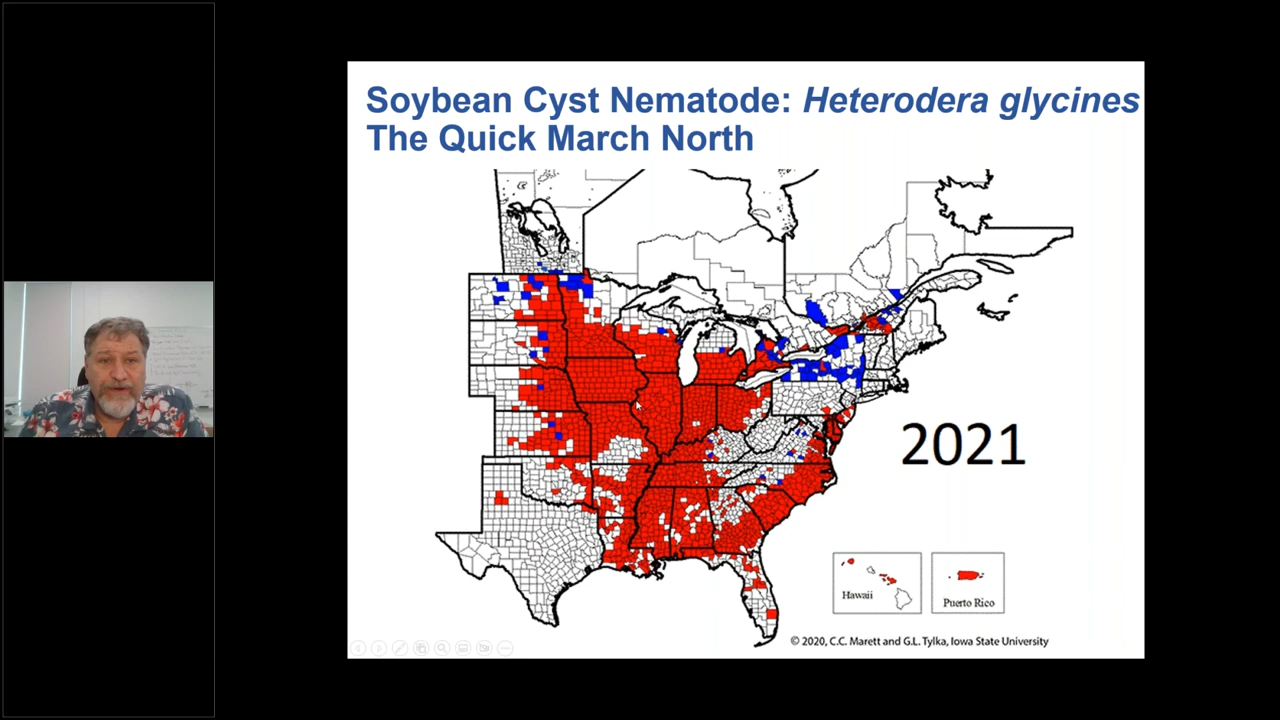 Soybean Cyst Nematode: Heterodera glycines
The Quick March North
2021
Hawaii
Puerto Rico
© 2020, C.C. Marett and G.L. Tylka, Iowa State University